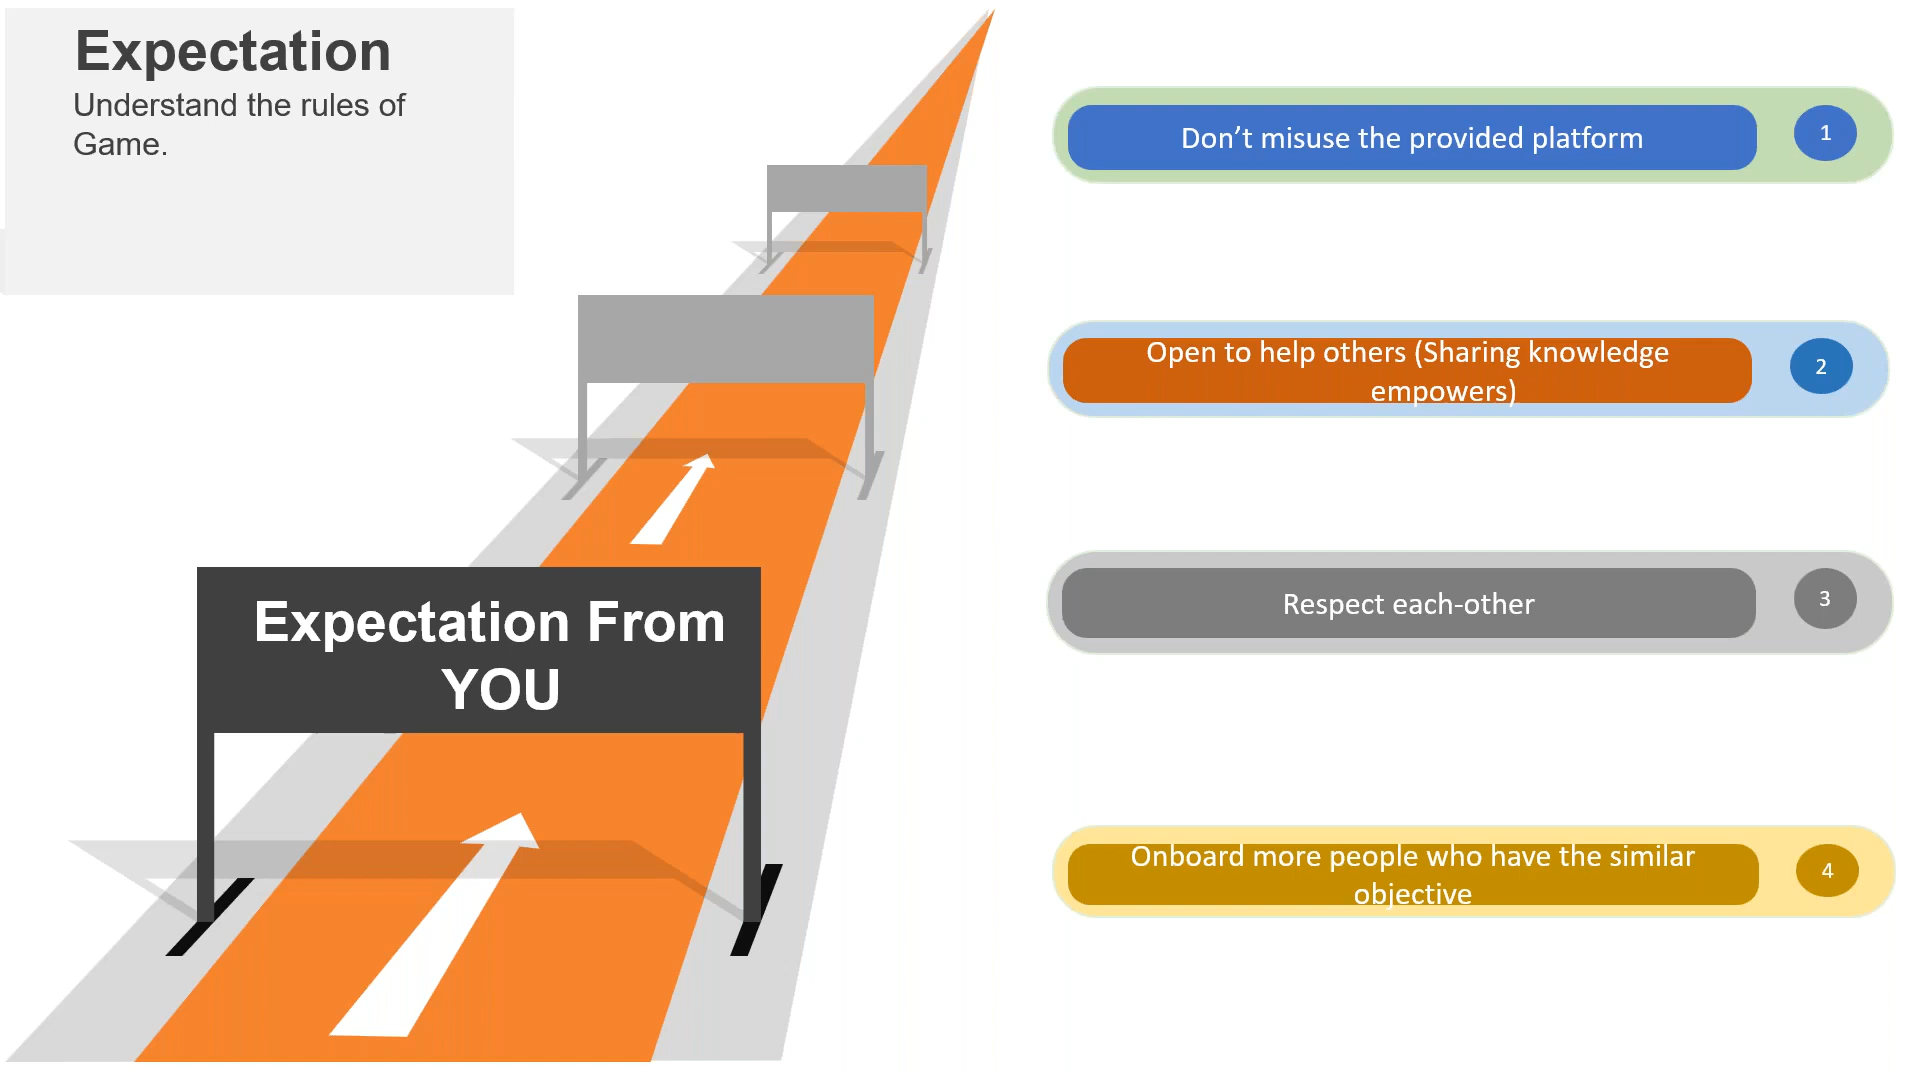 Expectation
Understand the rules of
Game.
Expectation From
YOU
Don’t misuse the provided platform
1
Open to help others (Sharing knowledge
empowers)
2
Respect each-other
3
Onboard more people who have the similar
objective
4